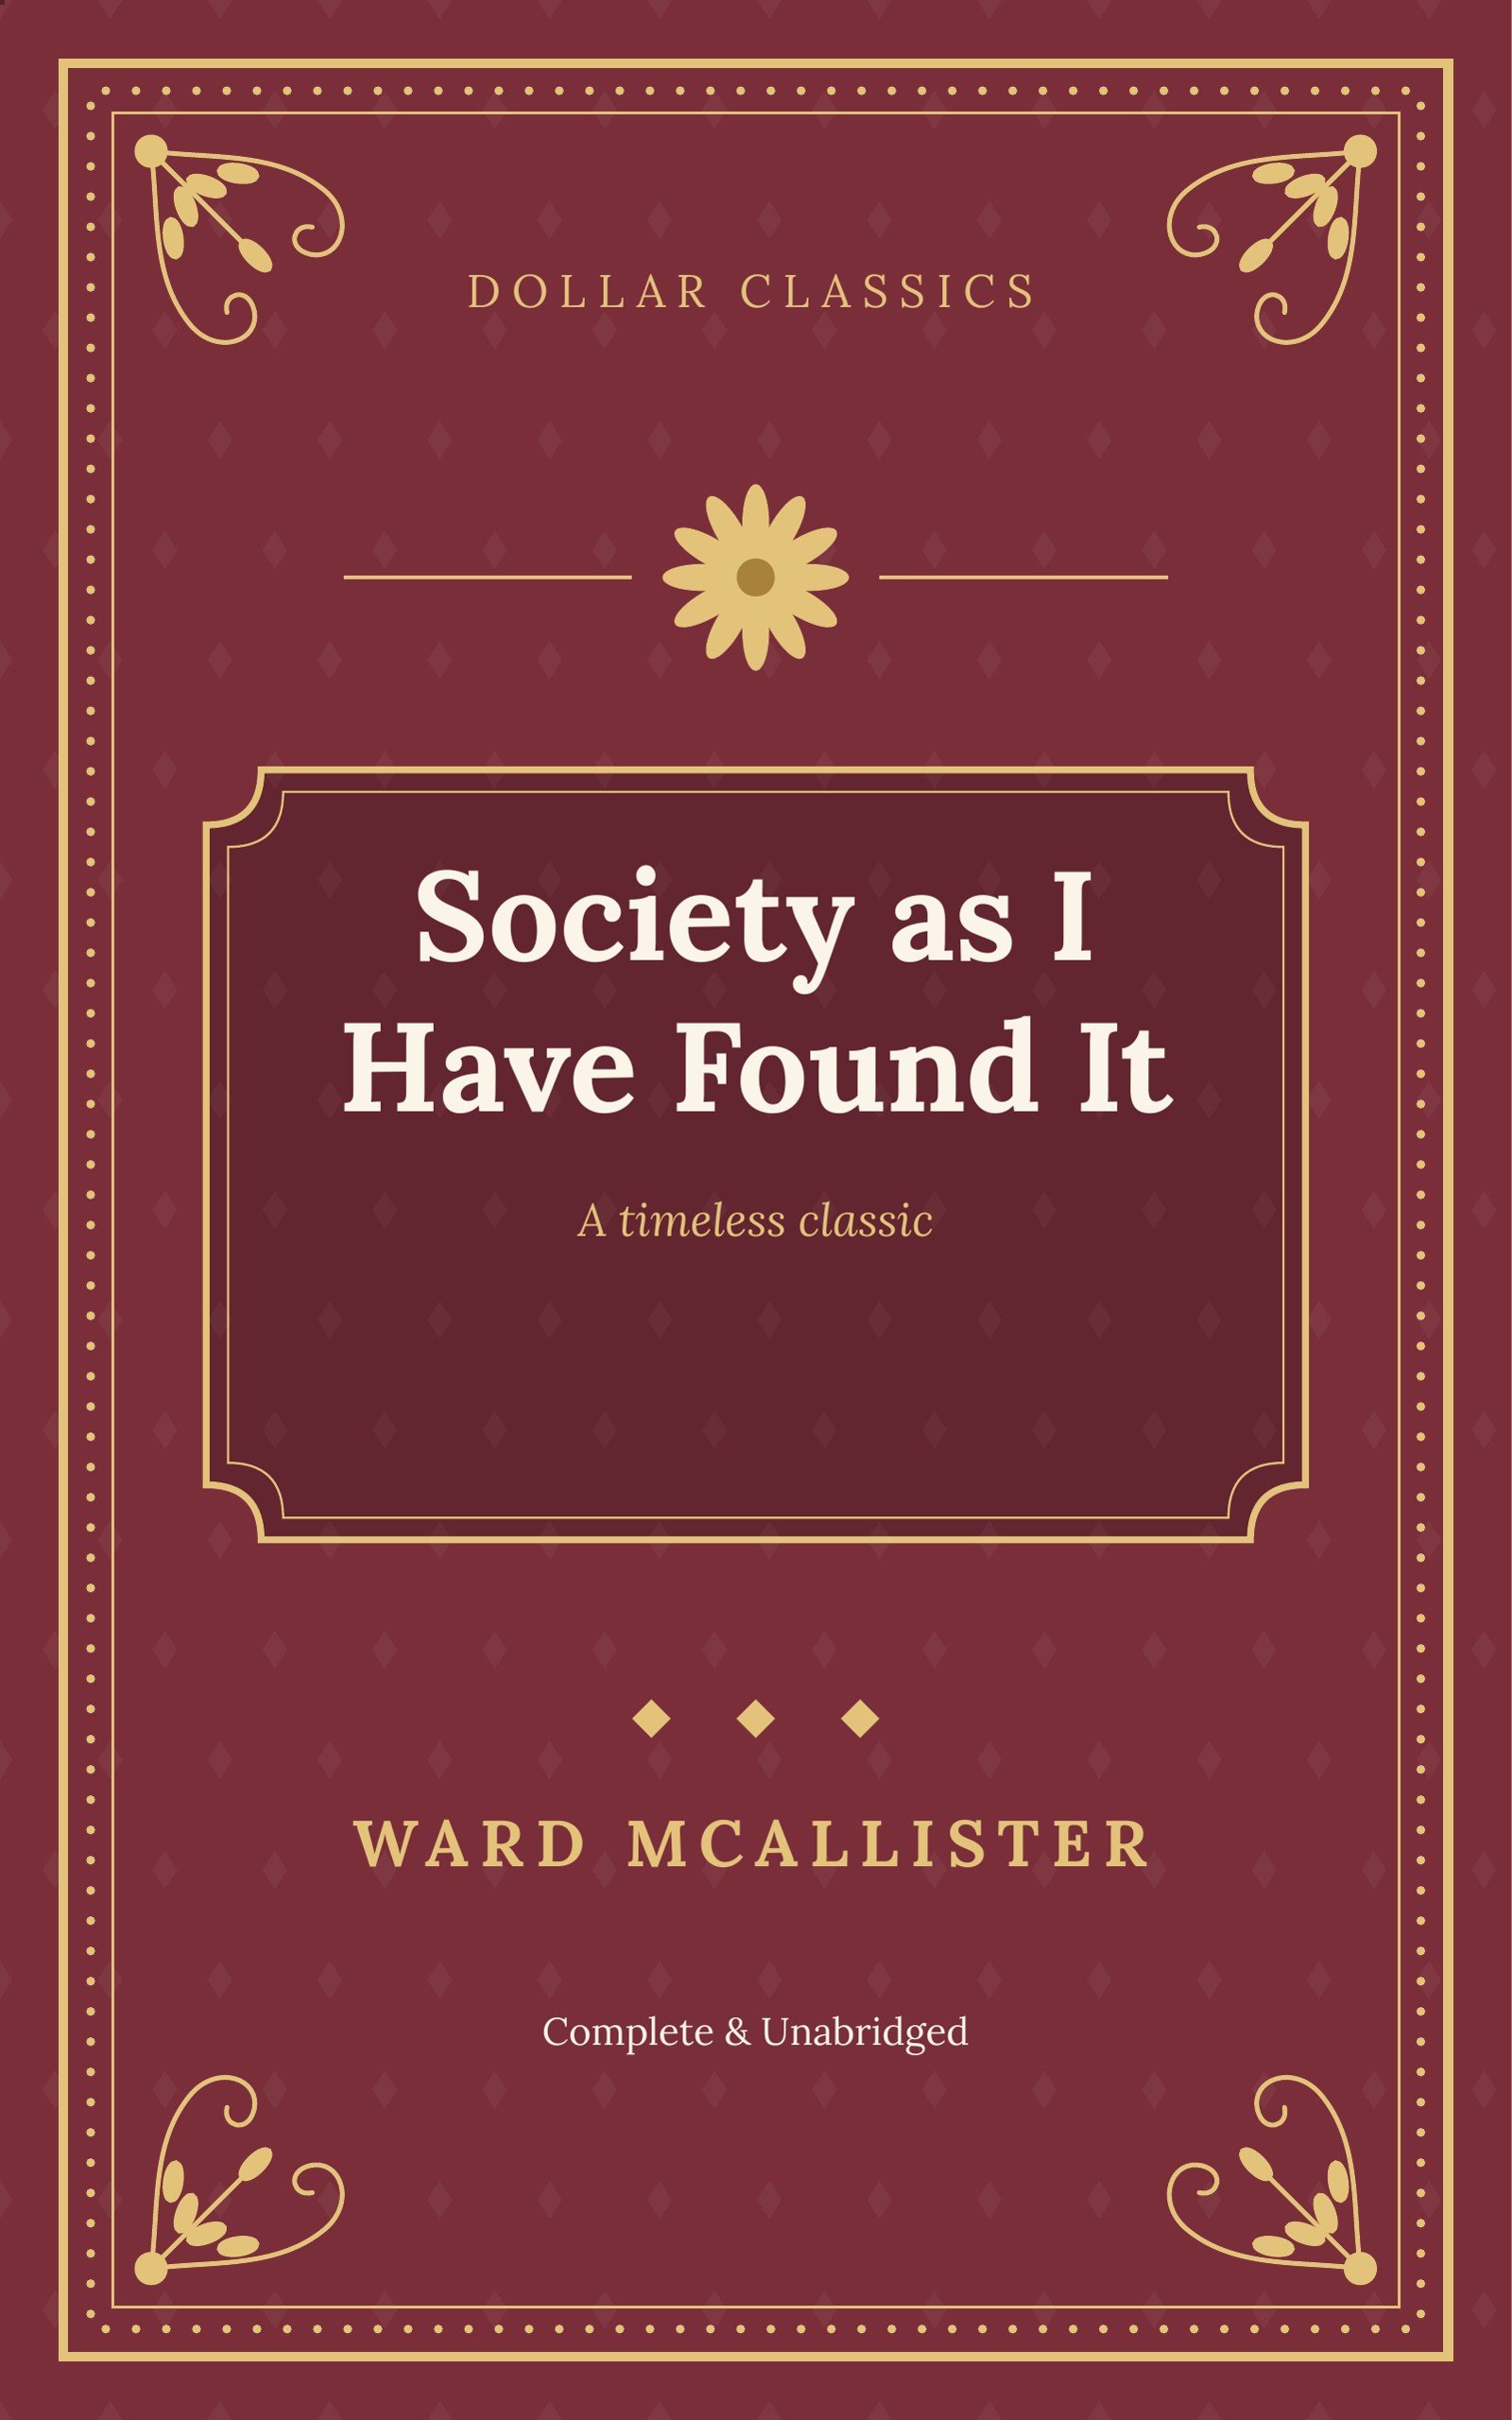 DOLLAR CLASSICS
Society as I
Have Found It
A timeless classic
WARD MCALLISTER
Complete & Unabridged